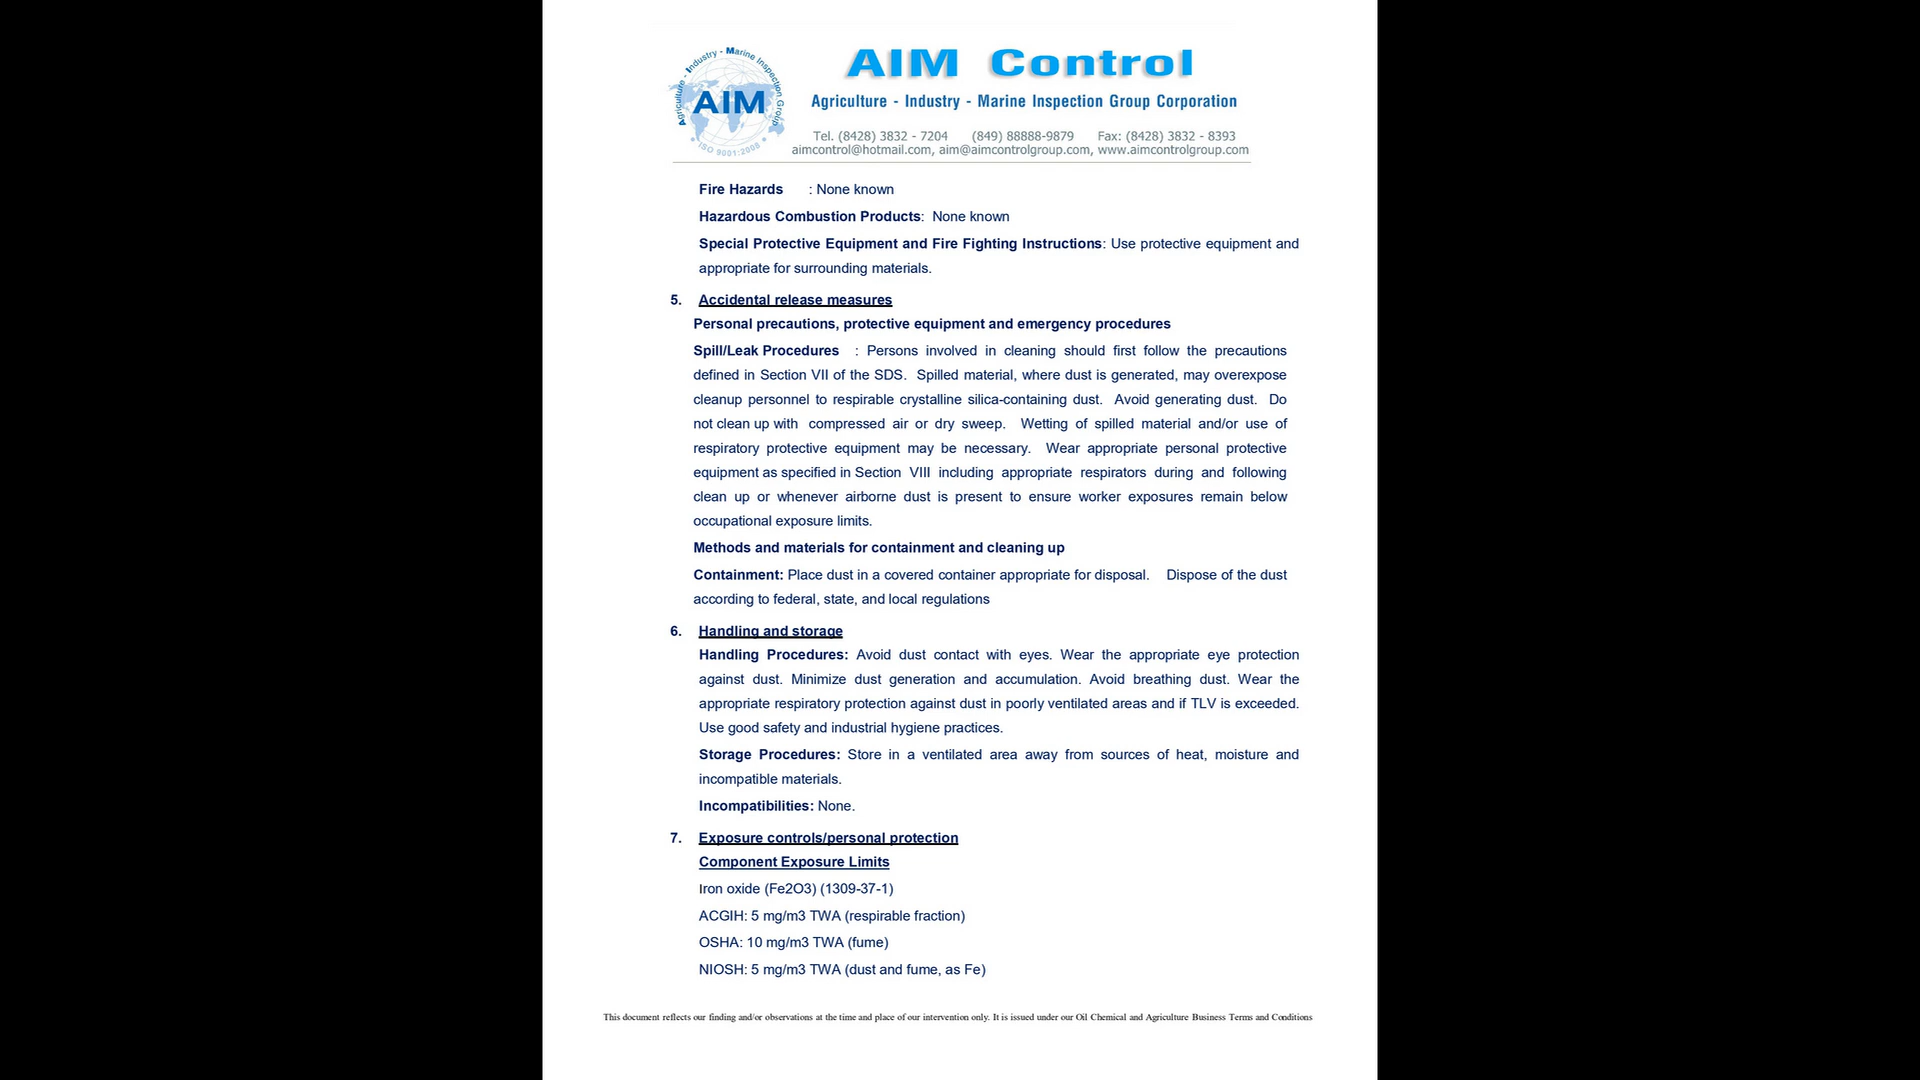 Agriculture - Industry - Marine Inspection Group
AIM
* ISO 9001:2008 *
AIM Control
Agriculture - Industry - Marine Inspection Group Corporation
Tel. (8428) 3832 - 7204 (849) 88888-9879 Fax: (8428) 3832 - 8393
aimcontrol@hotmail.com, aim@aimcontrolgroup.com, www.aimcontrolgroup.com
Fire Hazards : None known
Hazardous Combustion Products: None known
Special Protective Equipment and Fire Fighting Instructions: Use protective equipment and
appropriate for surrounding materials.
5. Accidental release measures
Personal precautions, protective equipment and emergency procedures
Spill/Leak Procedures : Persons involved in cleaning should first follow the precautions
defined in Section VII of the SDS. Spilled material, where dust is generated, may overexpose
cleanup personnel to respirable crystalline silica-containing dust. Avoid generating dust. Do
not clean up with compressed air or dry sweep. Wetting of spilled material and/or use of
respiratory protective equipment may be necessary. Wear appropriate personal protective
equipment as specified in Section VIII including appropriate respirators during and following
clean up or whenever airborne dust is present to ensure worker exposures remain below
occupational exposure limits.
Methods and materials for containment and cleaning up
Containment: Place dust in a covered container appropriate for disposal. Dispose of the dust
according to federal, state, and local regulations
6. Handling and storage
Handling Procedures: Avoid dust contact with eyes. Wear the appropriate eye protection
against dust. Minimize dust generation and accumulation. Avoid breathing dust. Wear the
appropriate respiratory protection against dust in poorly ventilated areas and if TLV is exceeded.
Use good safety and industrial hygiene practices.
Storage Procedures: Store in a ventilated area away from sources of heat, moisture and
incompatible materials.
Incompatibilities: None.
7. Exposure controls/personal protection
Component Exposure Limits
Iron oxide (Fe2O3) (1309-37-1)
ACGIH: 5 mg/m3 TWA (respirable fraction)
OSHA: 10 mg/m3 TWA (fume)
NIOSH: 5 mg/m3 TWA (dust and fume, as Fe)
This document reflects our finding and/or observations at the time and place of our intervention only. It is issued under our Oil Chemical and Agriculture Business Terms and Conditions